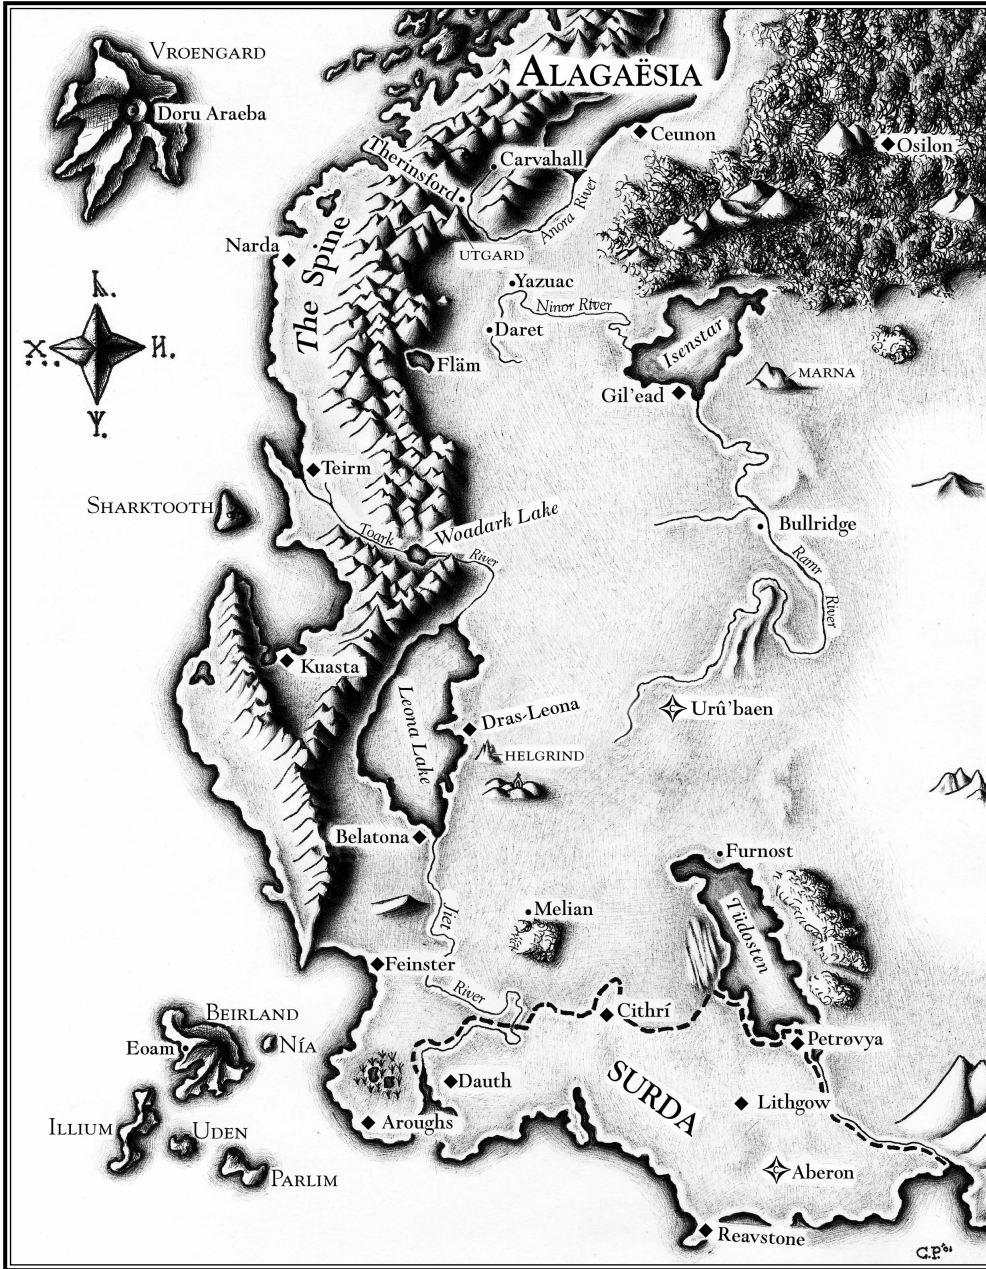 VROENGARD
ALAGAËSIA
Doru Araeba
Ceunon
Osilon
Therinsford
Carvahall
Anora River
Narda
The Spine
UTGARD
Yazuac
Ninor River
Isenstar
Daret
Fläm
MARNA
Gil'ead
Teirm
SHARKTOOTH
Toark
Woadark Lake
River
Bullridge
Ramr
River
Kuasta
Leona Lake
Dras-Leona
Urû'baen
HELGRIND
Belatona
Furnost
Tüdosten
Melian
Jiet
Feinster
River
Cithrí
BEIRLAND
Eoam
NÍA
Petrøvya
Dauth
SURDA
Lithgow
ILLIUM
UDEN
Aroughs
PARLIM
Aberon
Reavstone